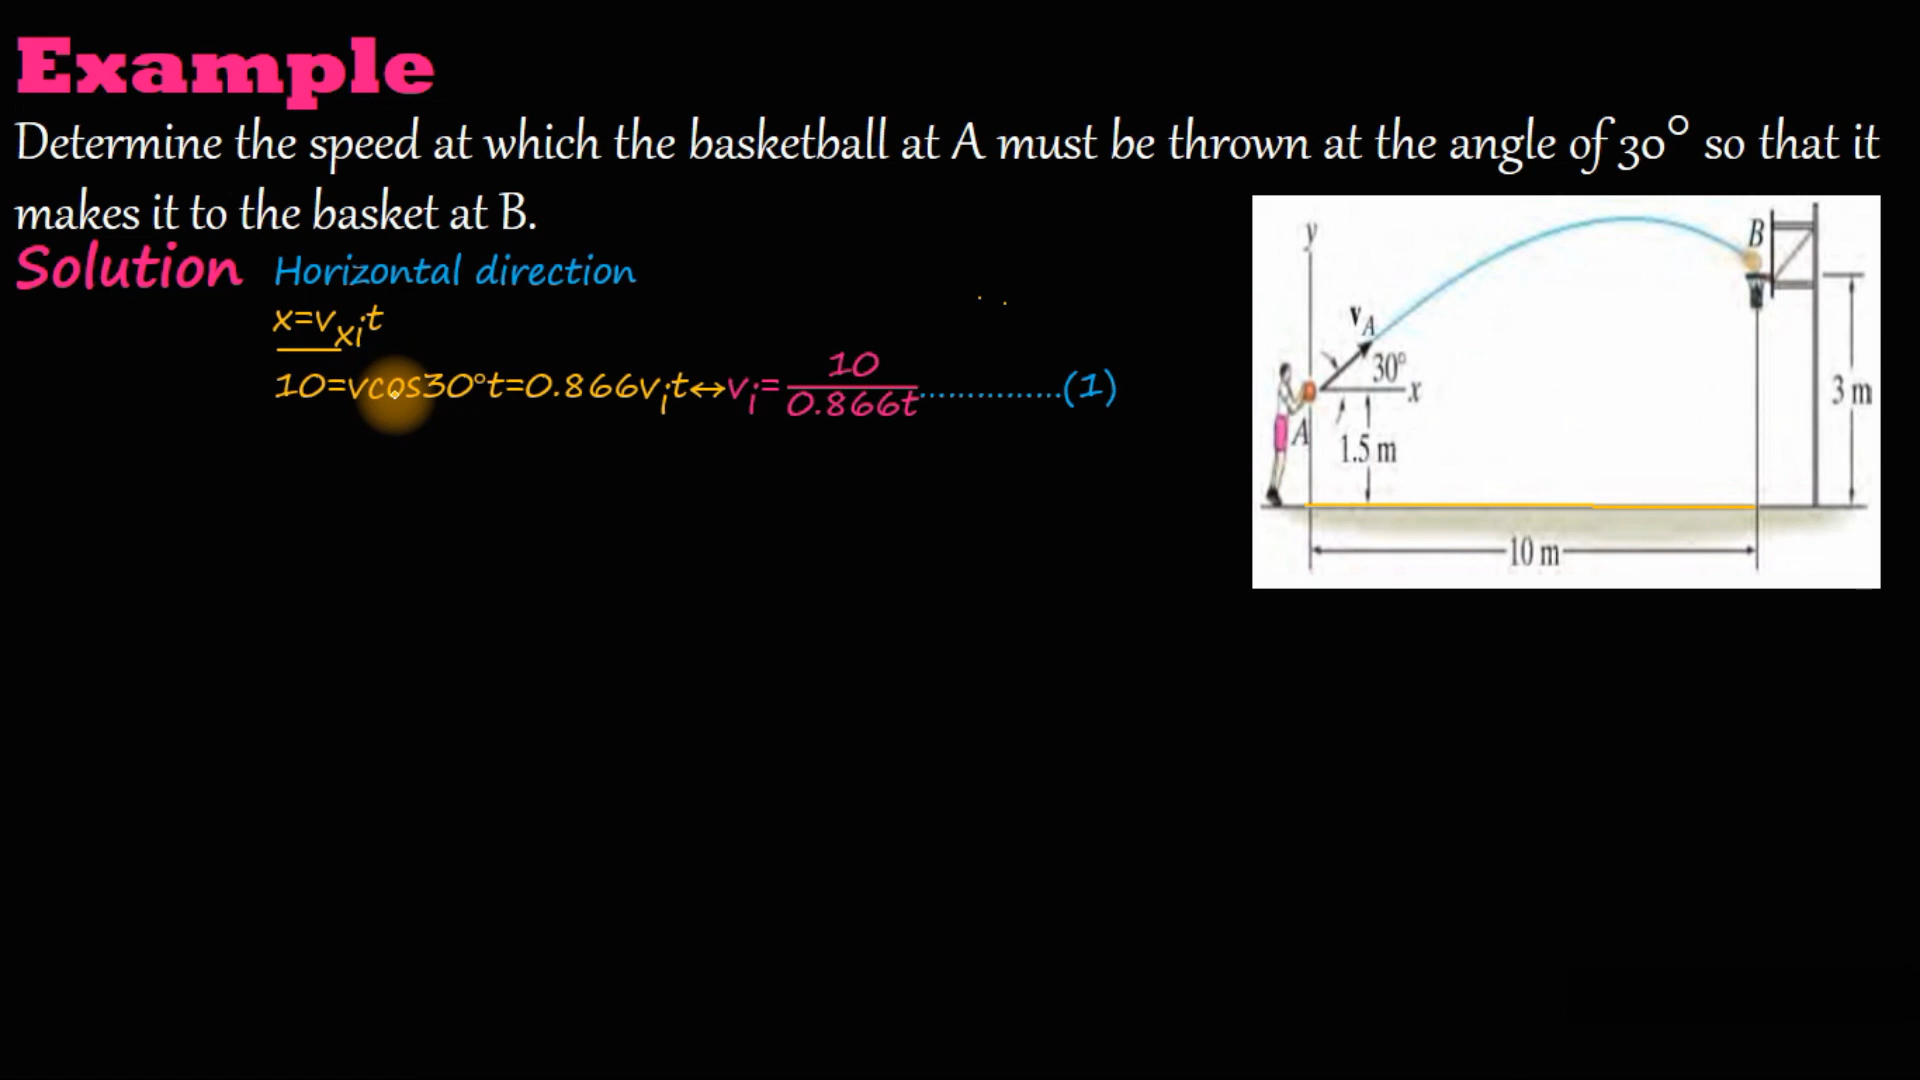 Example
Determine the speed at which the basketball at A must be thrown at the angle of 30° so that it
makes it to the basket at B.
Solution Horizontal direction
x=vxit
10=vcos30°t=0.866vit↔vi=10/0.866t...............(1)
y
B
vA
30°
x
3 m
A
1.5 m
10 m